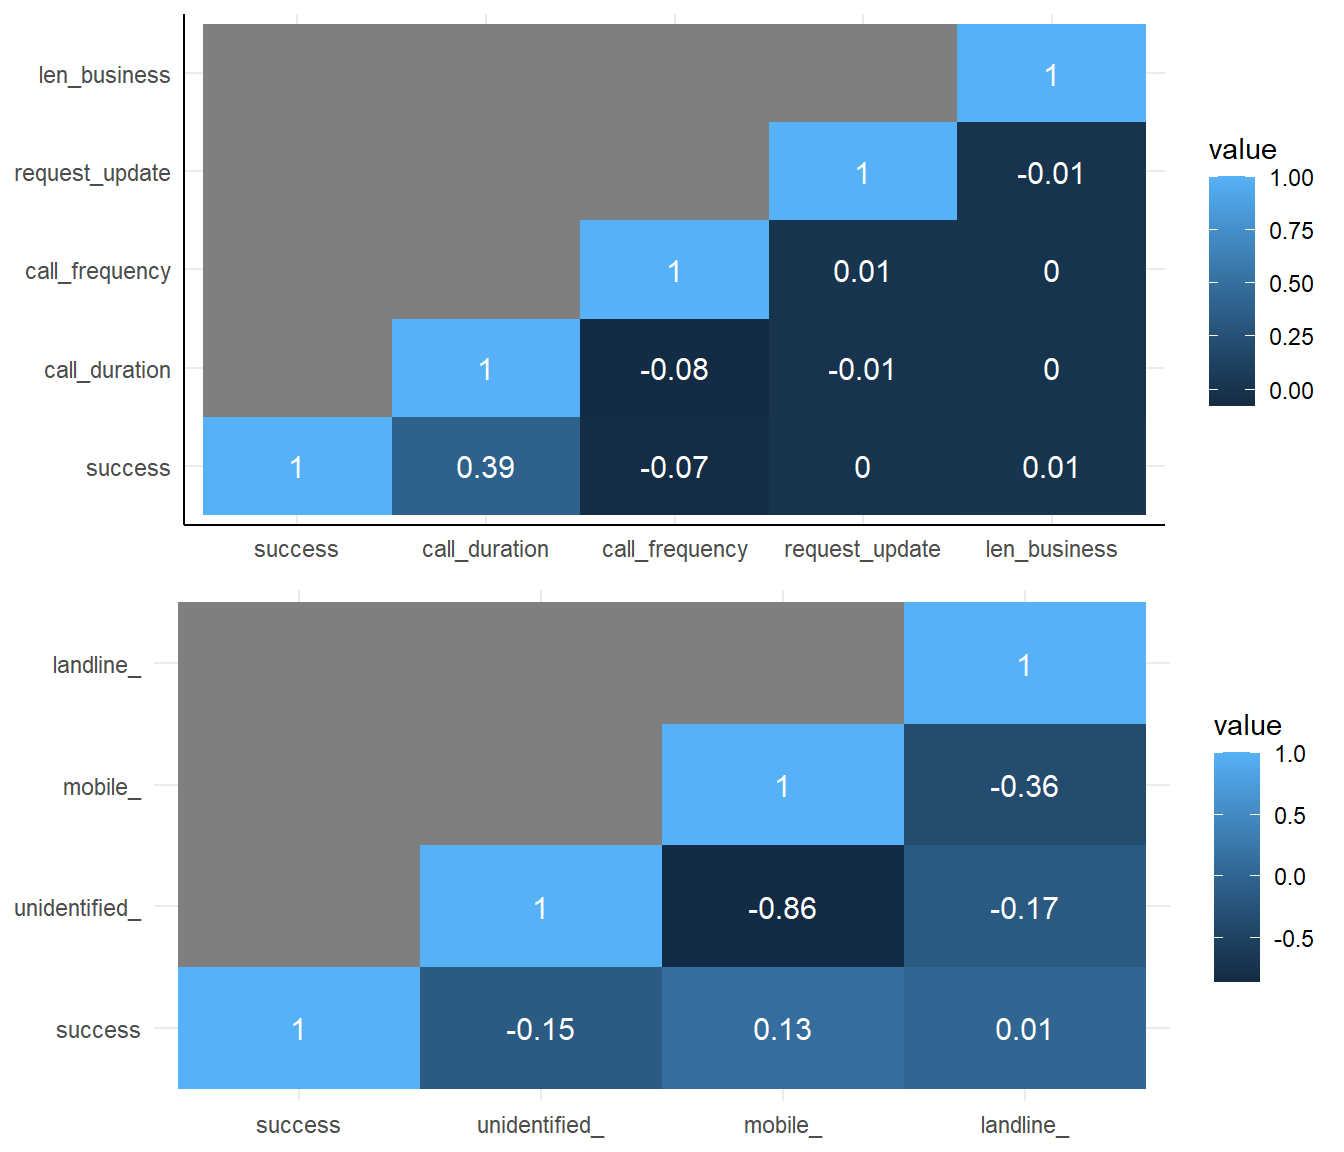 len_business
1
value
1.00
request_update
1
-0.01
0.75
call_frequency
1
0.01
0
0.50
0.25
call_duration
1
-0.08
-0.01
0
0.00
success
1
0.39
-0.07
0
0.01
success
call_duration
call_frequency
request_update
len_business
landline_
1
value
1.0
mobile_
1
-0.36
0.5
0.0
unidentified_
1
-0.86
-0.17
-0.5
success
1
-0.15
0.13
0.01
success
unidentified_
mobile_
landline_